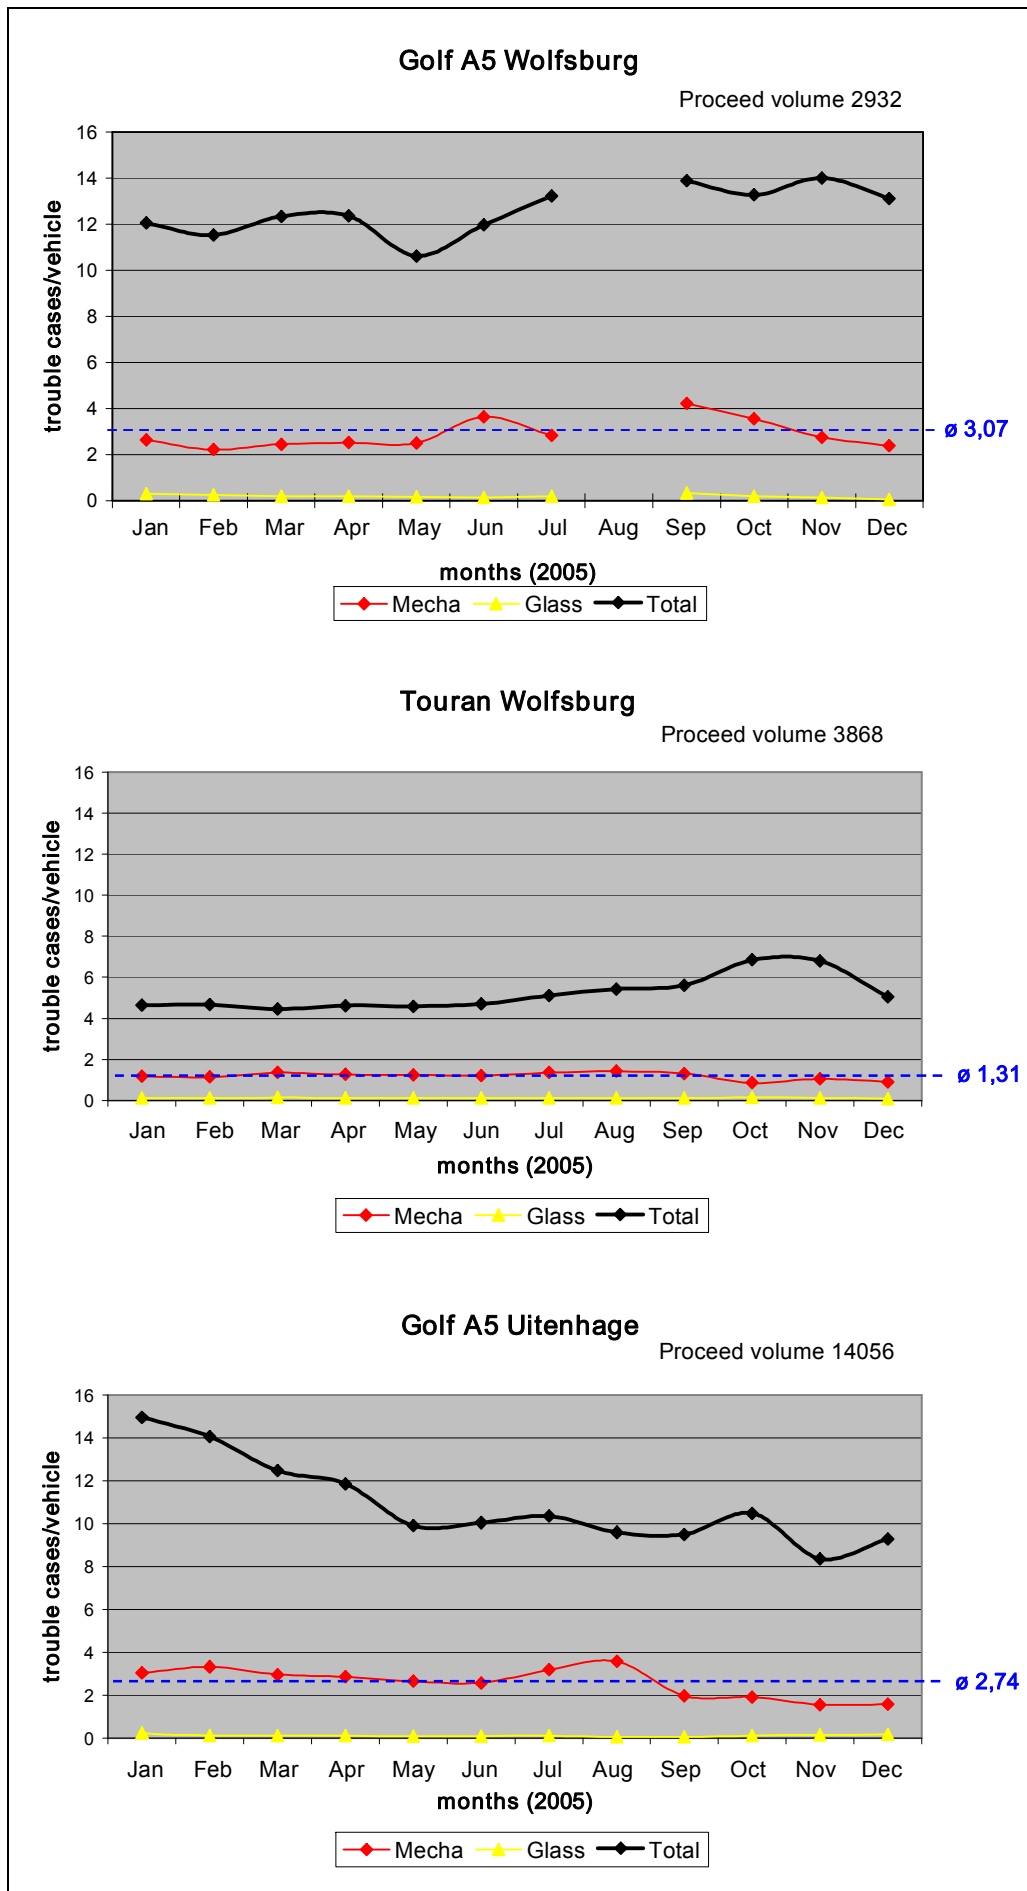 Golf A5 Wolfsburg
Proceed volume 2932
16
14
12
10
8
6
4
2
0
trouble cases/vehicle
ø 3,07
Jan Feb Mar Apr May Jun Jul Aug Sep Oct Nov Dec
months (2005)
Mecha Glass Total
Touran Wolfsburg
Proceed volume 3868
16
14
12
10
8
6
4
2
0
trouble cases/vehicle
ø 1,31
Jan Feb Mar Apr May Jun Jul Aug Sep Oct Nov Dec
months (2005)
Mecha Glass Total
Golf A5 Uitenhage
Proceed volume 14056
16
14
12
10
8
6
4
2
0
trouble cases/vehicle
ø 2,74
Jan Feb Mar Apr May Jun Jul Aug Sep Oct Nov Dec
months (2005)
Mecha Glass Total